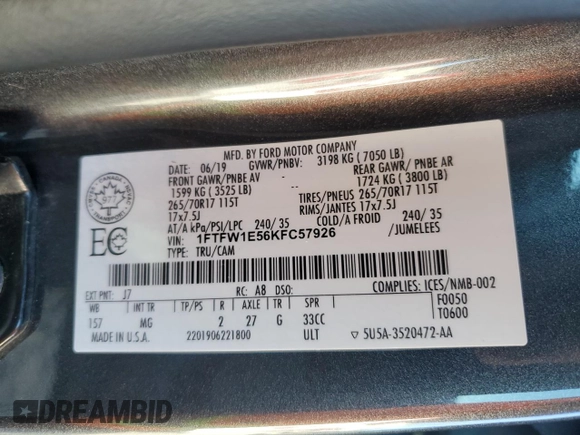 MFD. BY FORD MOTOR COMPANY
DATE: 06/19 GVWR/PNBV: 3198 KG ( 7050 LB)
FRONT GAWR/PNBE AV REAR GAWR/ PNBE AR
1599 KG ( 3525 LB) 1724 KG ( 3800 LB)
265/70R17 115T TIRES/PNEUS 265/70R17 115T
17x7.5J RIMS/JANTES 17x7.5J
AT/A kPa/PSI/LPC 240/ 35 COLD/A FROID 240/ 35
VIN: 1FTFW1E56KFC57926 /JUMELEES
TYPE: TRU/CAM
CANADA
977
TRANSPORT
EC
EXT PNT: J7 RC: A8 DSO: COMPLIES: ICES/NMB-002
WB INT TR TP/PS R AXLE TR SPR F0050
157 MG 2 27 G 33CC T0600
MADE IN U.S.A. 2201906221800 ULT ▽ 5U5A-3520472-AA
DREAMBID